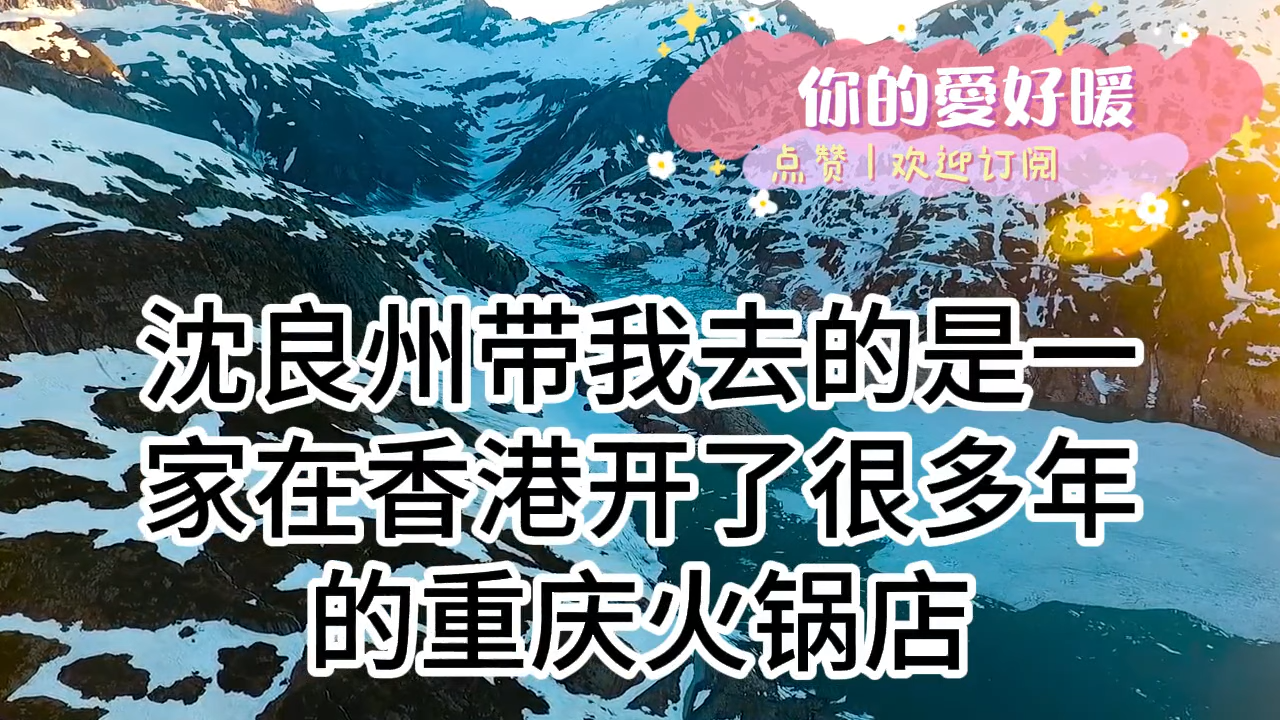 你的愛好暖
点赞|欢迎订阅
沈良州带我去的是一
家在香港开了很多年
的重庆火锅店